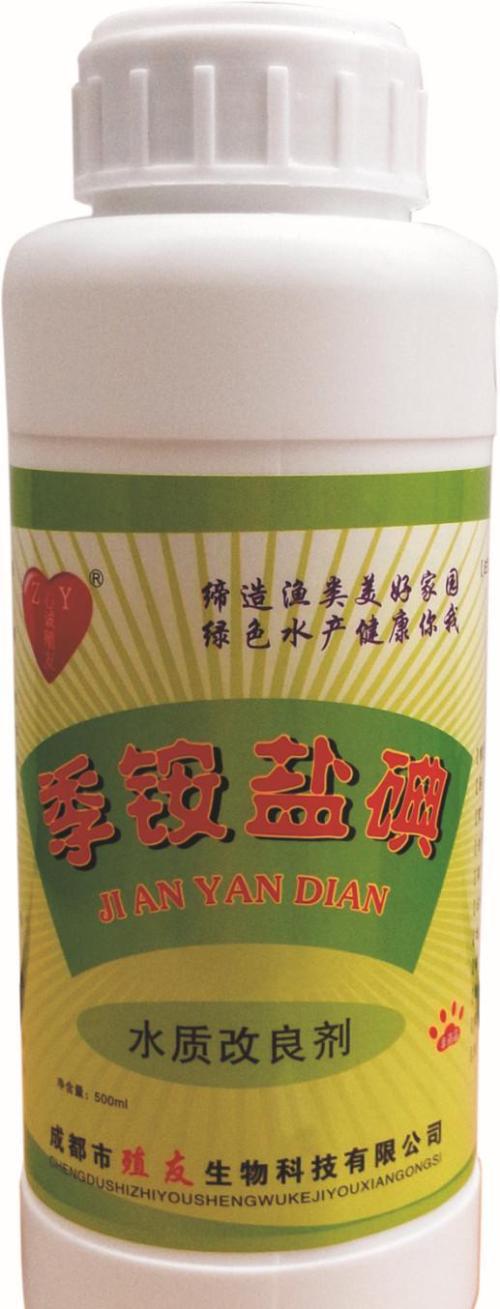 Z Y ®
缔造渔类美好家园
绿色水产健康你我
季铵盐碘
JI AN YAN DIAN
水质改良剂
净含量：500ml
成都市殖友生物科技有限公司
CHENGDUSHIZHIYOUSHENGWUKEJIYOUXIANGONGSI